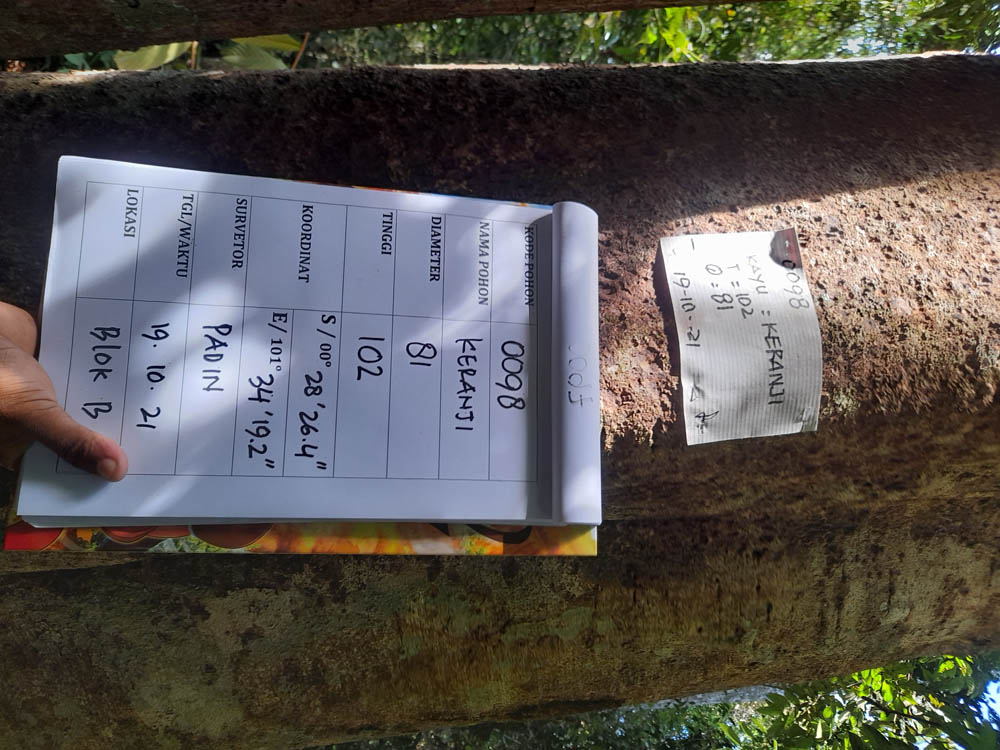 0098
KAYU = KERANJI
T = 102
Ф = 81
19-10-21
KODE POHON 0098
NAMA POHON KERANJI
DIAMETER 81
TINGGI 102
KOORDINAT S / 00° 28'26.4"
E/ 101° 34'19.2"
SURVETOR PADIN
TGL/WAKTU 19. 10. 21
LOKASI Blok B